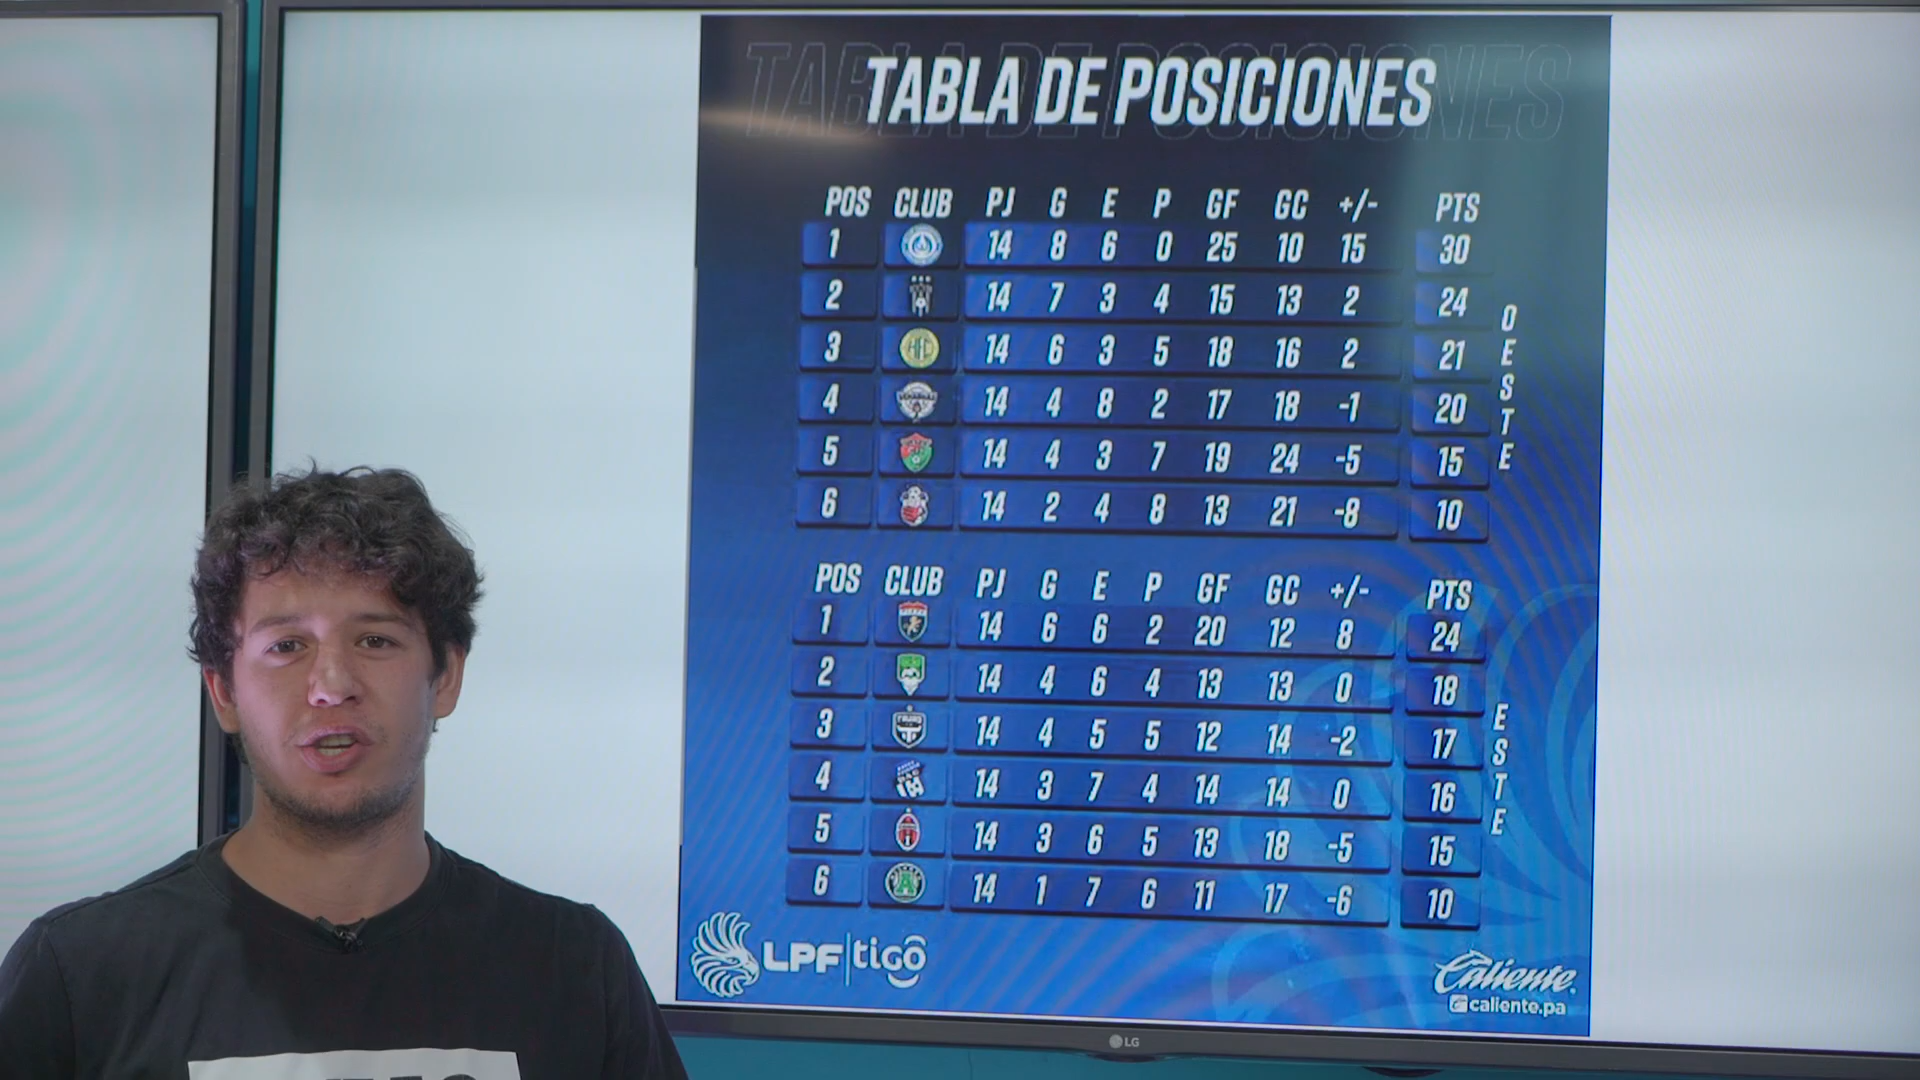 TABLA DE POSICIONES
POS CLUB PJ G E P GF GC +/- PTS
1 14 8 6 0 25 10 15 30
2 14 7 3 4 15 13 2 24
3 HFC 14 6 3 5 18 16 2 21
4 14 4 8 2 17 18 -1 20
5 14 4 3 7 19 24 -5 15
6 14 2 4 8 13 21 -8 10
OESTE
POS CLUB PJ G E P GF GC +/- PTS
1 14 6 6 2 20 12 8 24
2 14 4 6 4 13 13 0 18
3 14 4 5 5 12 14 -2 17
4 14 3 7 4 14 14 0 16
5 14 3 6 5 13 18 -5 15
6 A 14 1 7 6 11 17 -6 10
ESTE
LPF | tigo
Caliente.
caliente.pa
LG